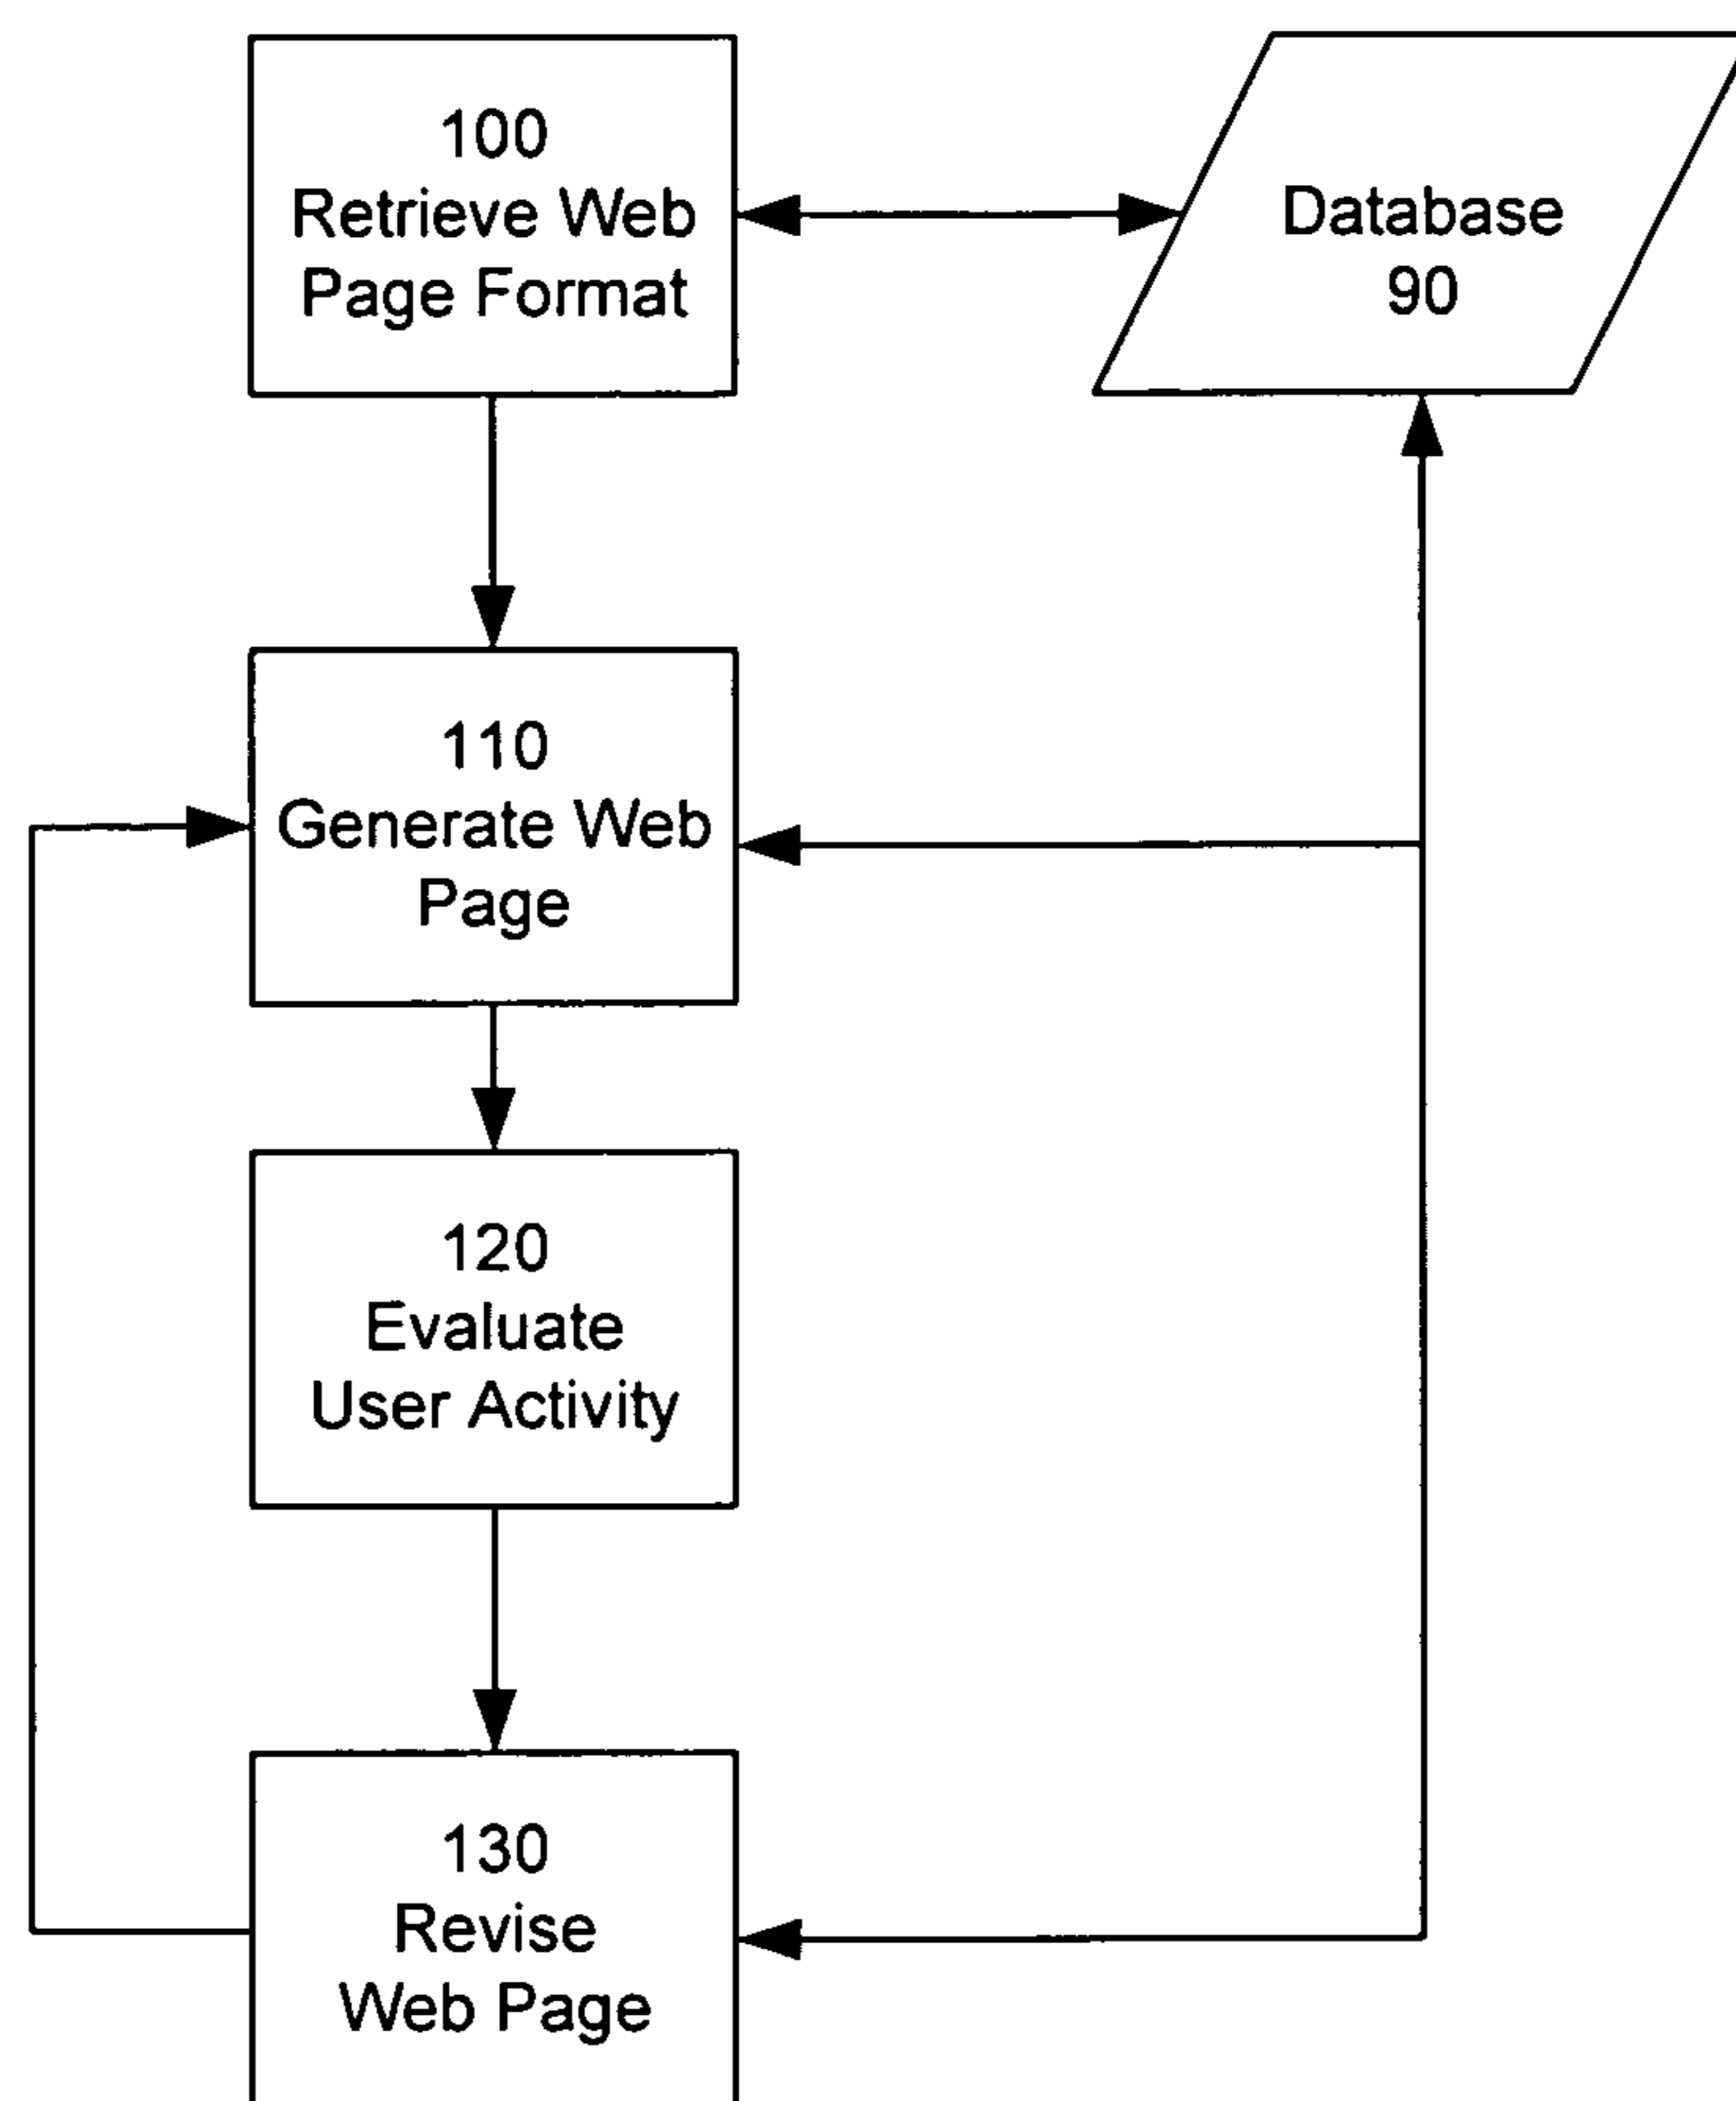 100
Retrieve Web
Page Format
Database
90
110
Generate Web
Page
120
Evaluate
User Activity
130
Revise
Web Page